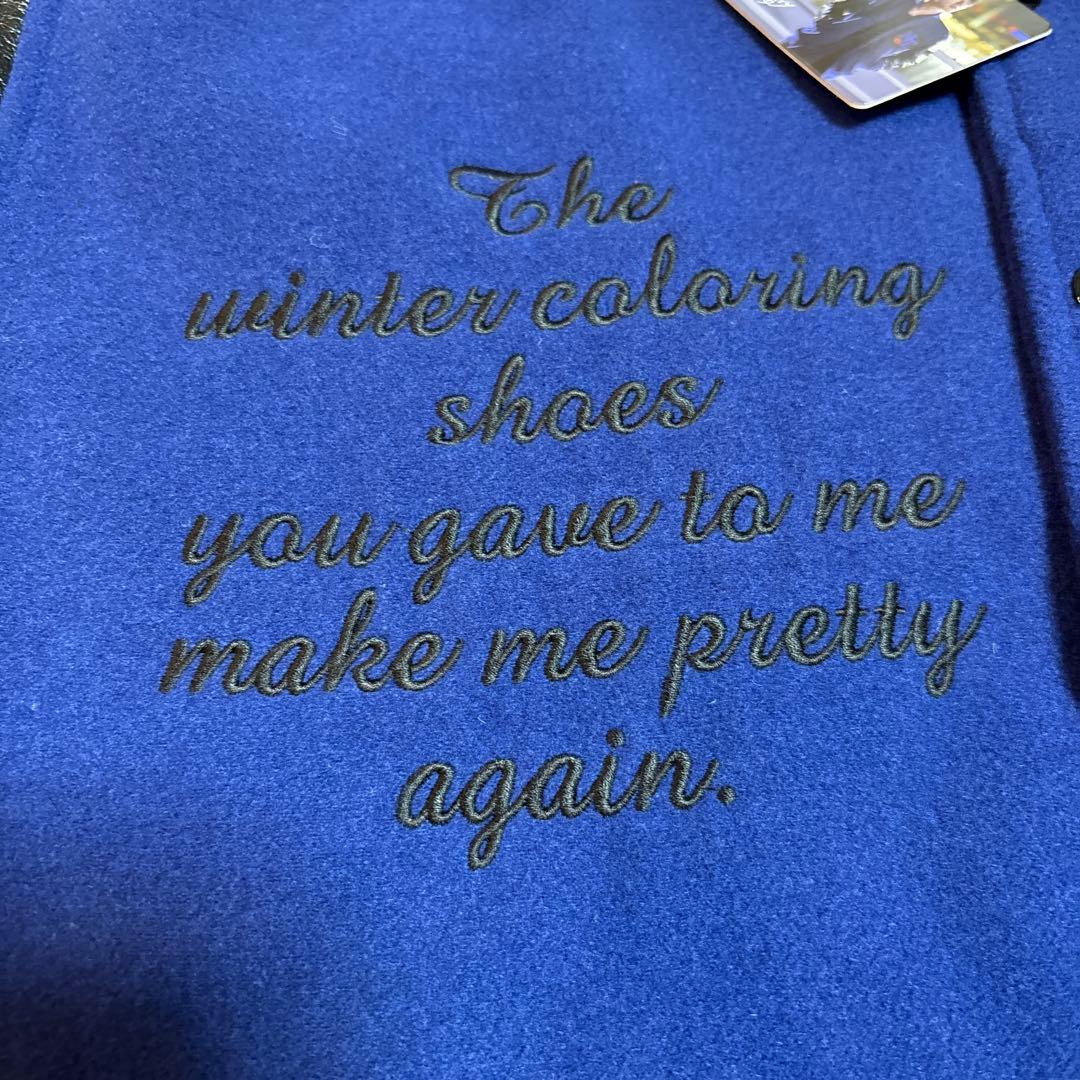 The
winter coloring
shoes
you gave to me
make me pretty
again.